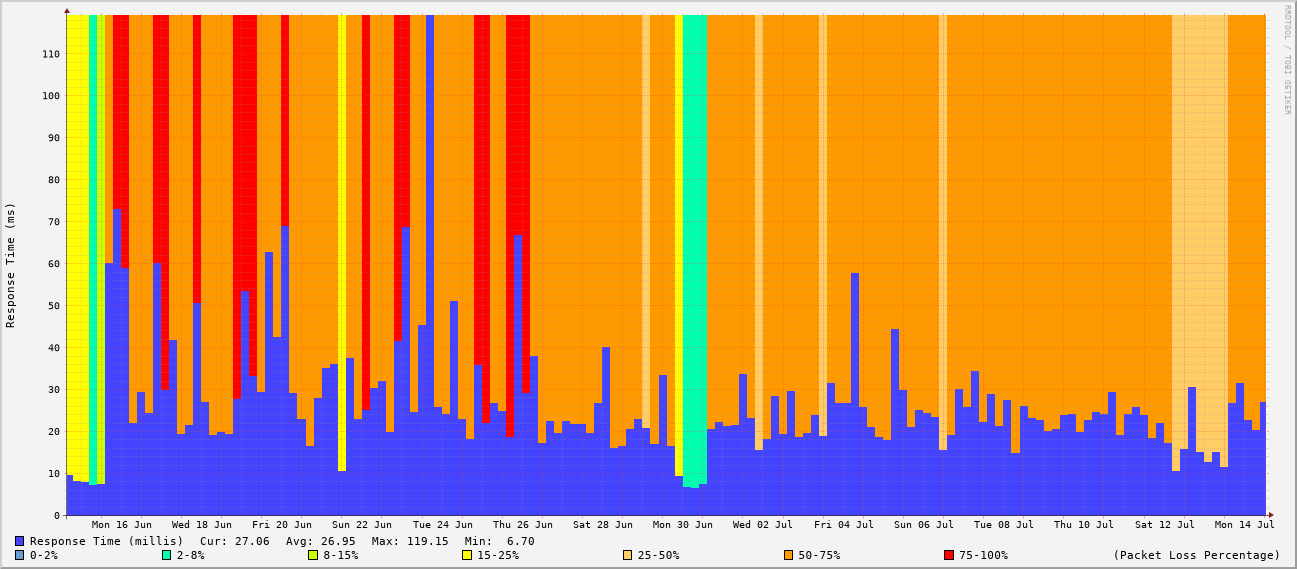 RRDTOOL / TOBI OETIKER
Response Time (ms)
110
100
90
80
70
60
50
40
30
20
10
0
Mon 16 Jun Wed 18 Jun Fri 20 Jun Sun 22 Jun Tue 24 Jun Thu 26 Jun Sat 28 Jun Mon 30 Jun Wed 02 Jul Fri 04 Jul Sun 06 Jul Tue 08 Jul Thu 10 Jul Sat 12 Jul Mon 14 Jul
Response Time (millis) Cur: 27.06 Avg: 26.95 Max: 119.15 Min: 6.70
0-2% 2-8% 8-15% 15-25% 25-50% 50-75% 75-100% (Packet Loss Percentage)